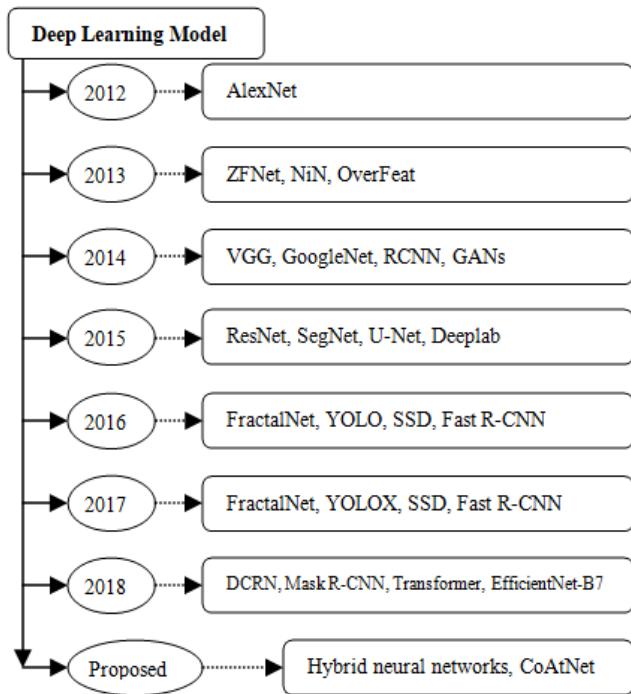 Deep Learning Model
2012
AlexNet
2013
ZFNet, NiN, OverFeat
2014
VGG, GoogleNet, RCNN, GANs
2015
ResNet, SegNet, U-Net, Deeplab
2016
FractalNet, YOLO, SSD, Fast R-CNN
2017
FractalNet, YOLOX, SSD, Fast R-CNN
2018
DCRN, Mask R-CNN, Transformer, EfficientNet-B7
Proposed
Hybrid neural networks, CoAtNet